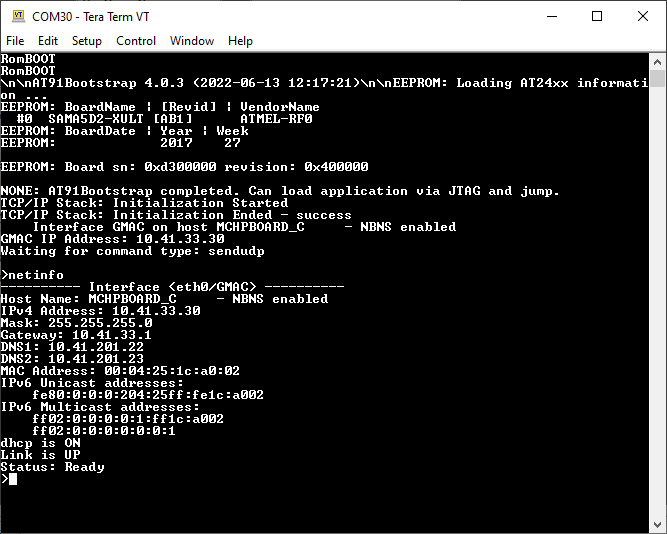 COM30 - Tera Term VT
File Edit Setup Control Window Help
RomBOOT
RomBOOT
\n\nAT91Bootstrap 4.0.3 (2022-06-13 12:17:21)\n\nEEPROM: Loading AT24xx informati
on ...
EEPROM: BoardName | [Revid] | VendorName
  #0  SAMA5D2-XULT [AB1]      ATMEL-RF0
EEPROM: BoardDate | Year | Week
EEPROM:             2017    27
EEPROM: Board sn: 0xd300000 revision: 0x400000
NONE: AT91Bootstrap completed. Can load application via JTAG and jump.
TCP/IP Stack: Initialization Started
TCP/IP Stack: Initialization Ended - success
    Interface GMAC on host MCHPBOARD_C     - NBNS enabled
GMAC IP Address: 10.41.33.30
Waiting for command type: sendudp
>netinfo
---------- Interface <eth0/GMAC> ----------
Host Name: MCHPBOARD_C     - NBNS enabled
IPv4 Address: 10.41.33.30
Mask: 255.255.255.0
Gateway: 10.41.33.1
DNS1: 10.41.201.22
DNS2: 10.41.201.23
MAC Address: 00:04:25:1c:a0:02
IPv6 Unicast addresses:
    fe80:0:0:0:204:25ff:fe1c:a002
IPv6 Multicast addresses:
    ff02:0:0:0:0:1:ff1c:a002
    ff02:0:0:0:0:0:0:1
dhcp is ON
Link is UP
Status: Ready
>